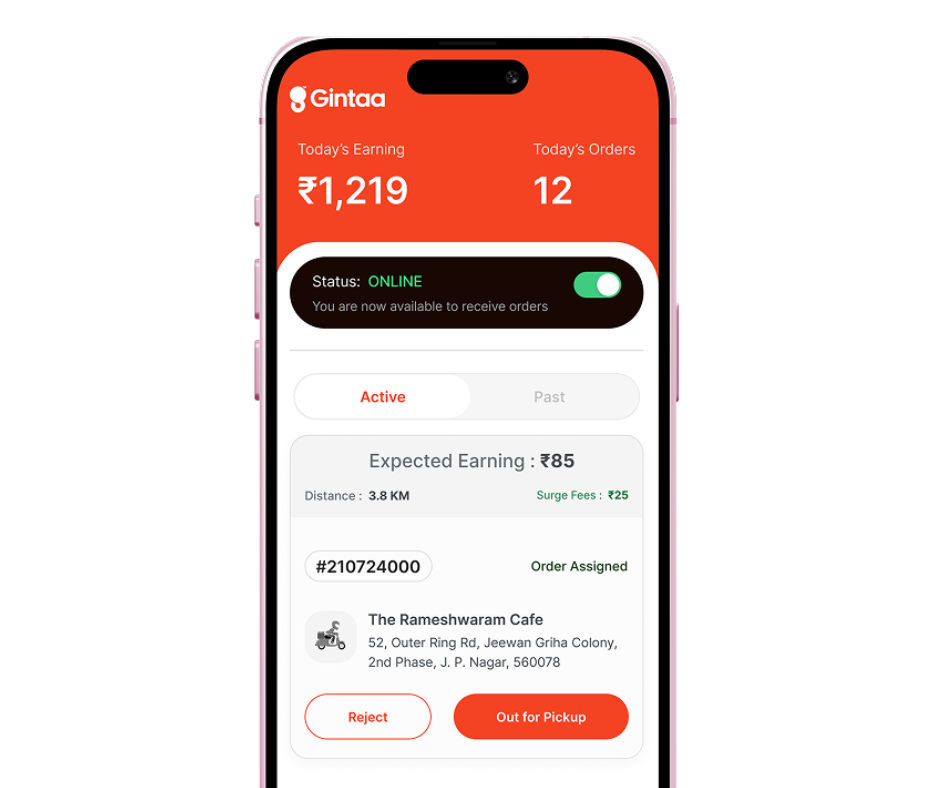 Gintaa
Today's Earning
₹1,219
Today's Orders
12
Status: ONLINE
You are now available to receive orders
Active
Past
Expected Earning : ₹85
Distance : 3.8 KM
Surge Fees : ₹25
#210724000
Order Assigned
The Rameshwaram Cafe
52, Outer Ring Rd, Jeewan Griha Colony,
2nd Phase, J. P. Nagar, 560078
Reject
Out for Pickup